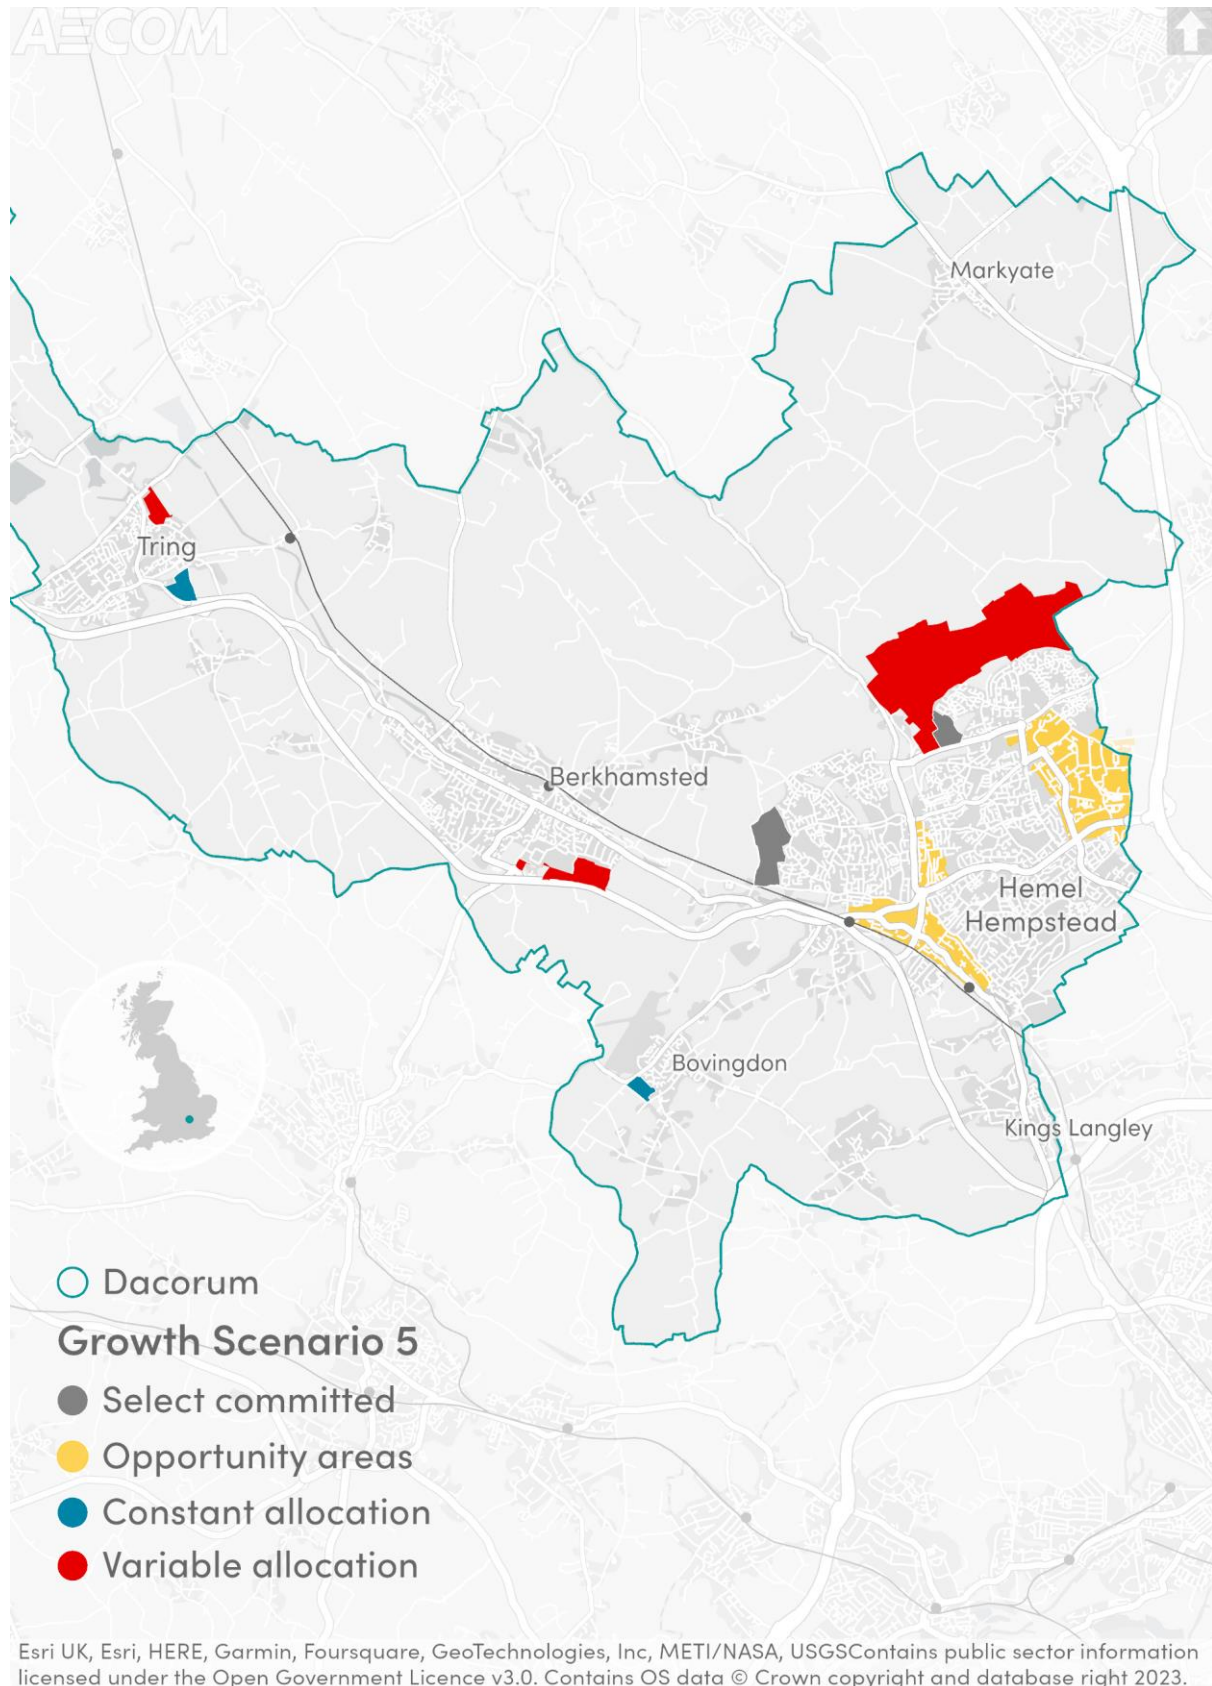 AECOM
Markyate
Tring
Berkhamsted
Hemel
Hempstead
Bovingdon
Kings Langley
Dacorum
Growth Scenario 5
Select committed
Opportunity areas
Constant allocation
Variable allocation
Esri UK, Esri, HERE, Garmin, Foursquare, GeoTechnologies, Inc, METI/NASA, USGSContains public sector information
licensed under the Open Government Licence v3.0. Contains OS data © Crown copyright and database right 2023.